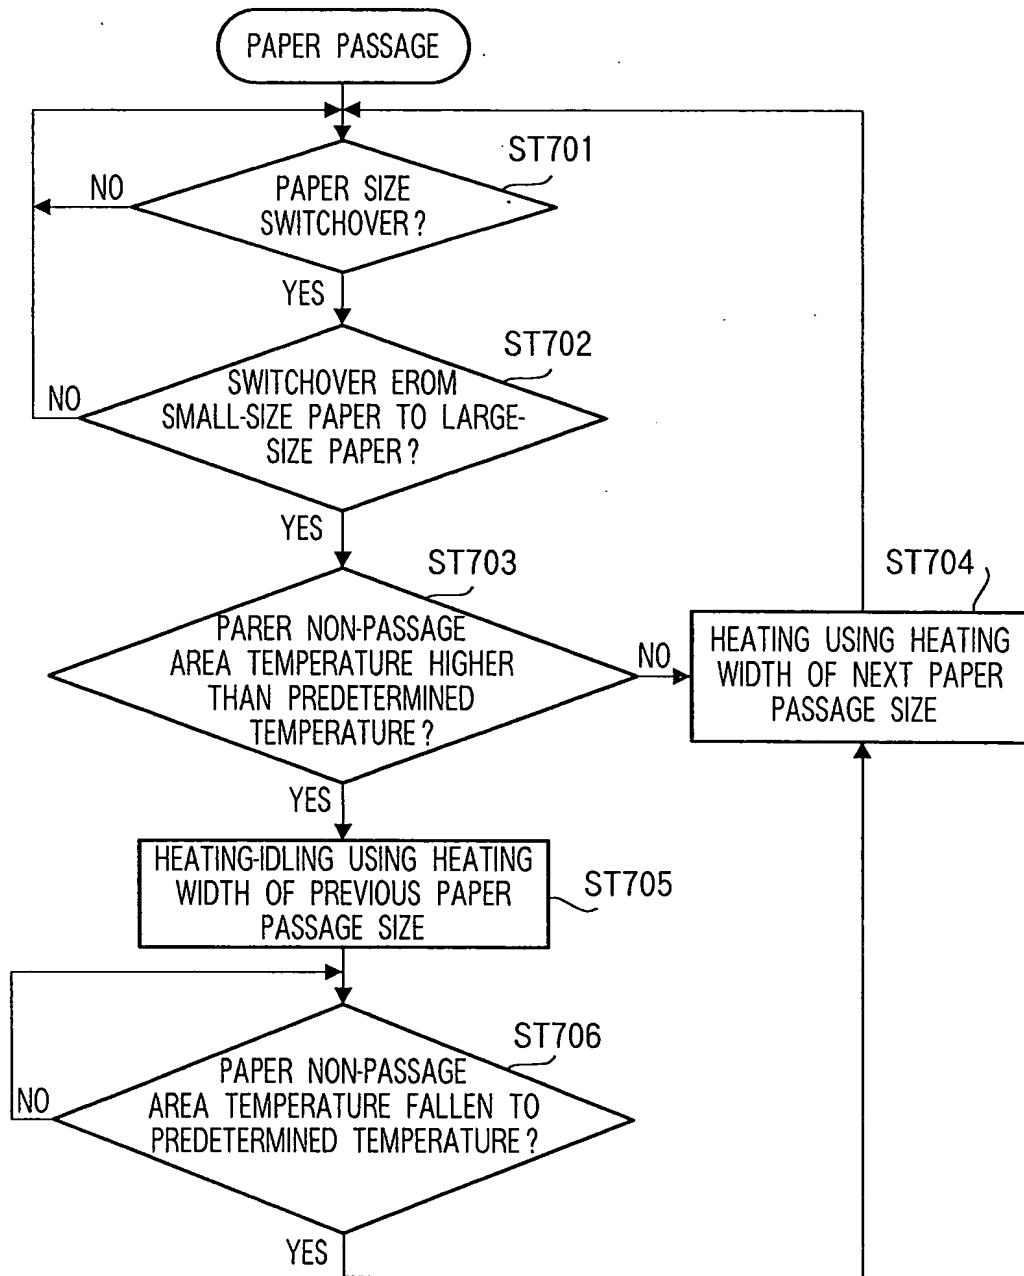 PAPER PASSAGE
ST701
NO
PAPER SIZE
SWITCHOVER?
YES
ST702
NO
SWITCHOVER EROM
SMALL-SIZE PAPER TO LARGE-
SIZE PAPER?
YES
ST703
PARER NON-PASSAGE
AREA TEMPERATURE HIGHER
THAN PREDETERMINED
TEMPERATURE?
NO
ST704
HEATING USING HEATING
WIDTH OF NEXT PAPER
PASSAGE SIZE
YES
HEATING-IDLING USING HEATING
WIDTH OF PREVIOUS PAPER
PASSAGE SIZE
ST705
ST706
PAPER NON-PASSAGE
AREA TEMPERATURE FALLEN TO
PREDETERMINED TEMPERATURE?
NO
YES